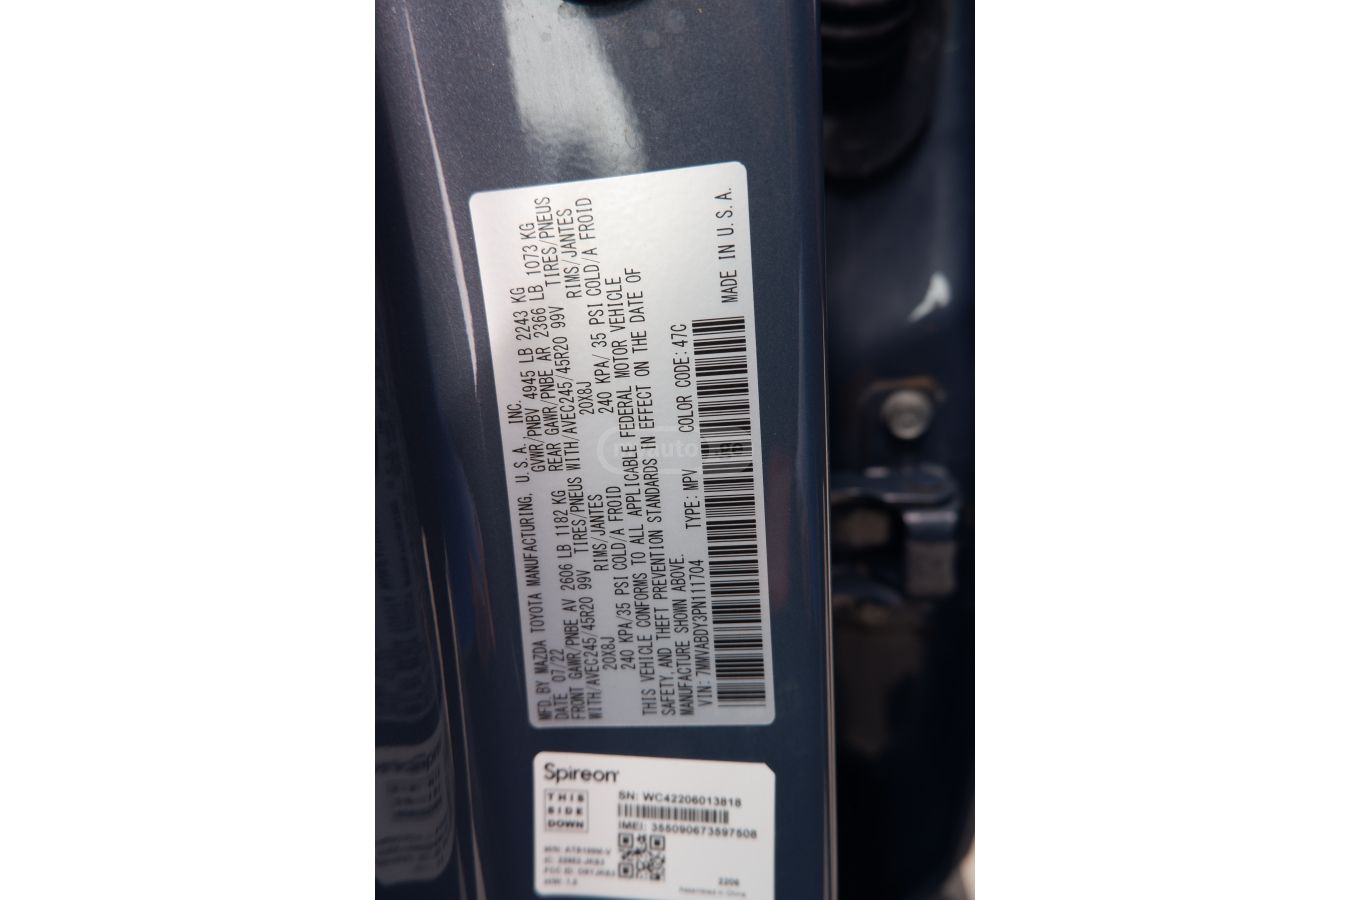 MFD. BY MAZDA TOYOTA MANUFACTURING, U.S.A. INC.
DATE 07/22 GVWR/PNBV 4945 LB 2243 KG
FRONT GAWR/PNBE AV 2606 LB 1182 KG REAR GAWR/PNBE AR 2366 LB 1073 KG
WITH/AVEC245/45R20 99V TIRES/PNEUS WITH/AVEC245/45R20 99V TIRES/PNEUS
20X8J RIMS/JANTES 20X8J RIMS/JANTES
240 KPA/35 PSI COLD/A FROID 240 KPA/ 35 PSI COLD/A FROID
THIS VEHICLE CONFORMS TO ALL APPLICABLE FEDERAL MOTOR VEHICLE
SAFETY, AND THEFT PREVENTION STANDARDS IN EFFECT ON THE DATE OF
MANUFACTURE SHOWN ABOVE.
VIN: 7MMVABDY3PN111704 TYPE: MPV COLOR CODE: 47C
MADE IN U.S.A.
Spireon
THIS
SIDE
DOWN
SN: WC42206013818
IMEI: 355090673597508
2206
Assembled in China